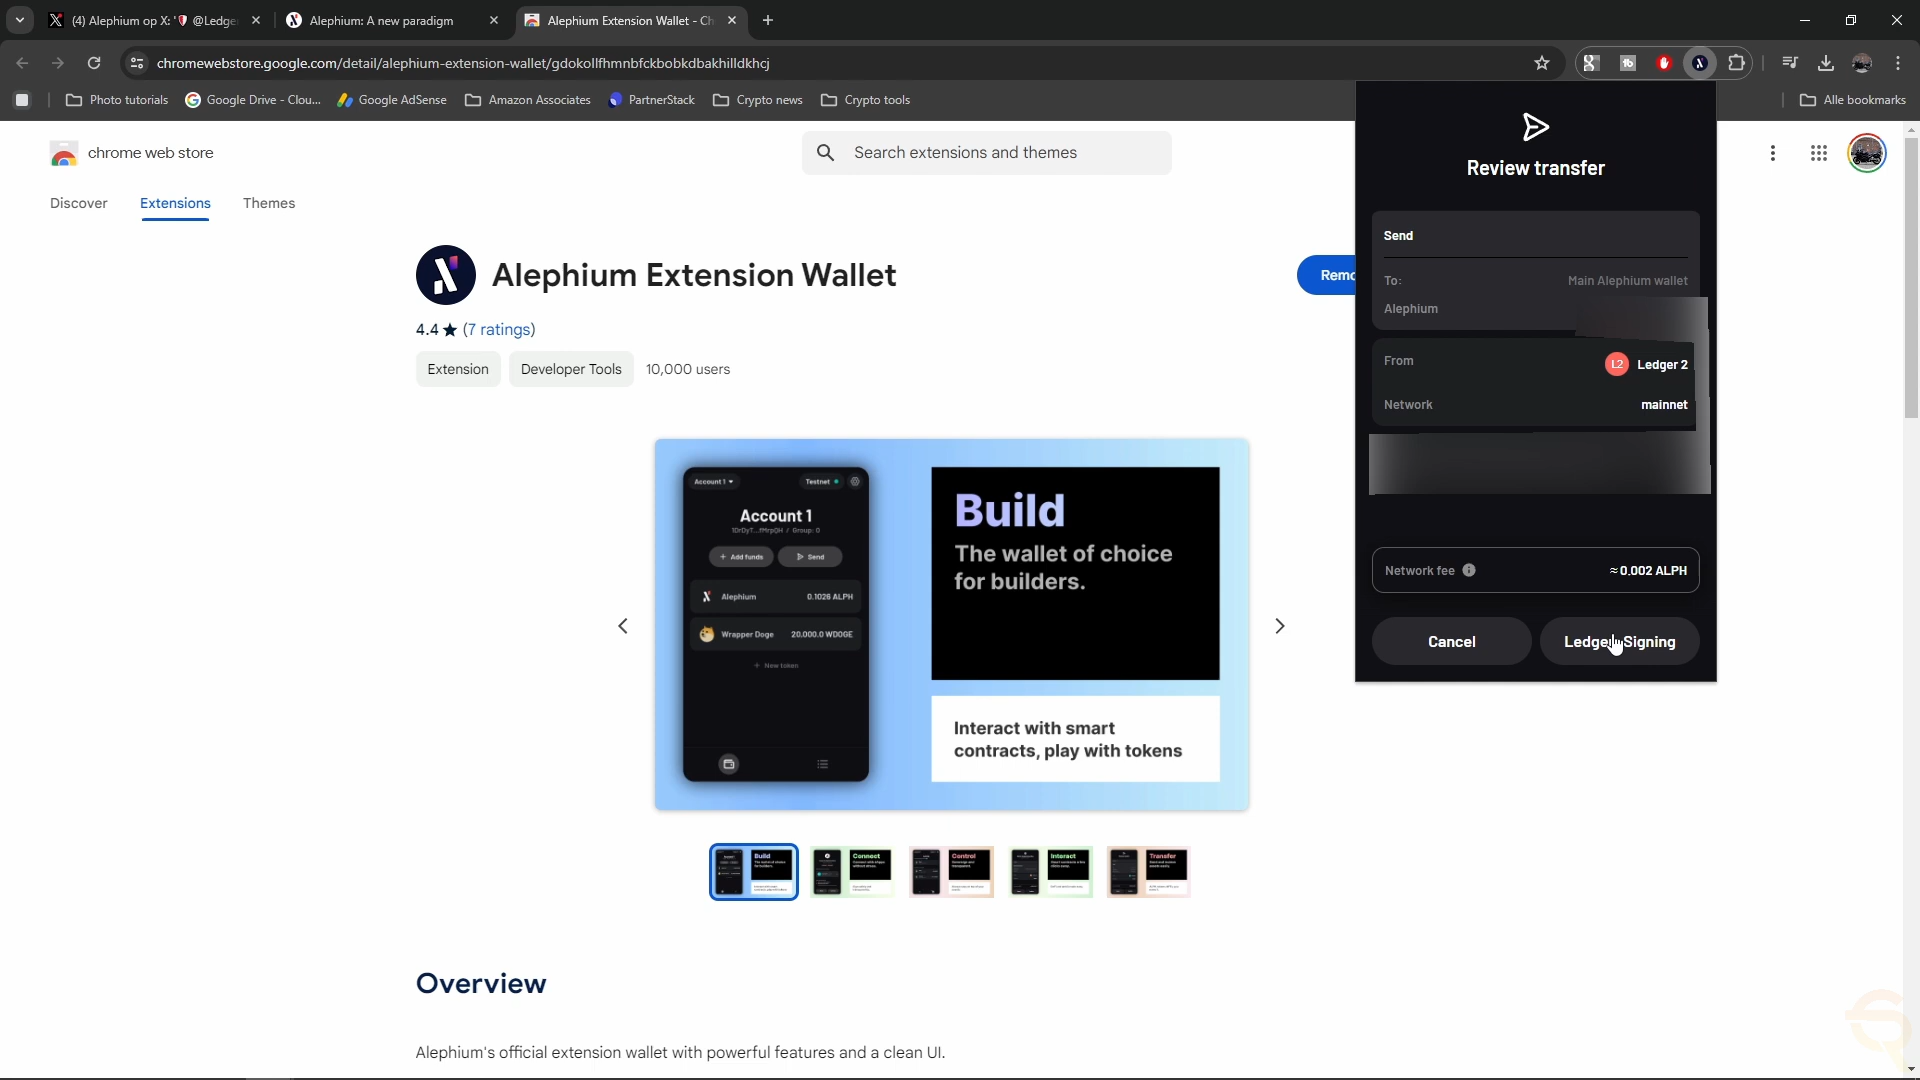 (4) Alephium op X: "🛡 @Ledge
Alephium: A new paradigm
Alephium Extension Wallet - Ch
chromewebstore.google.com/detail/alephium-extension-wallet/gdokollfhmnbfckbobkdbakhilldkhcj
Photo tutorials
Google Drive - Clou...
Google AdSense
Amazon Associates
PartnerStack
Crypto news
Crypto tools
Alle bookmarks
chrome web store
Search extensions and themes
Discover
Extensions
Themes
Alephium Extension Wallet
Remo
4.4 ★ (7 ratings)
Extension
Developer Tools
10,000 users
Account 1
Testnet
Account 1
Group: 0
+ Add funds
Send
Alephium
0.1026 ALPH
Wrapper Doge
20.000.0 WDOGE
+ New token
Build
The wallet of choice
for builders.
Interact with smart
contracts, play with tokens
Build
Connect
Control
Interact
Transfer
Overview
Alephium's official extension wallet with powerful features and a clean UI.
Review transfer
Send
To:
Main Alephium wallet
Alephium
From
L2
Ledger 2
Network
mainnet
Network fee
≈0.002 ALPH
Cancel
Ledger Signing